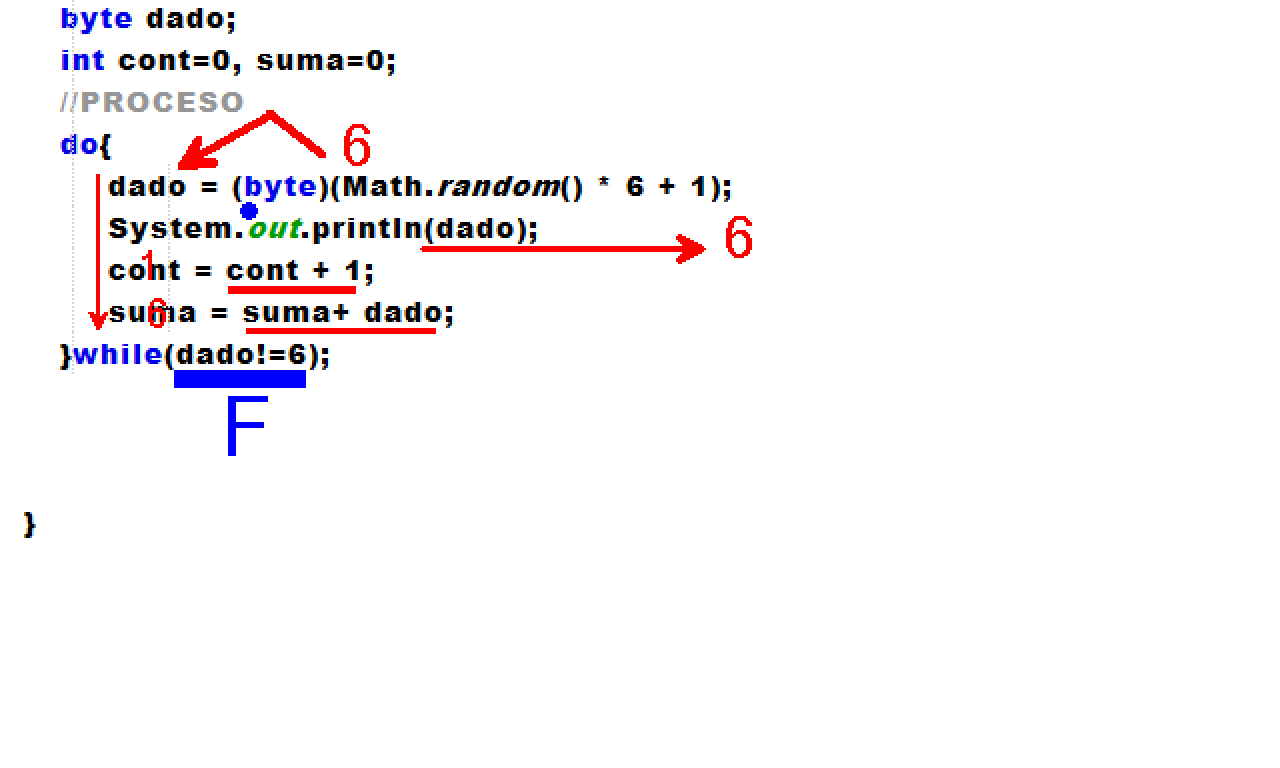 byte dado;
int cont=0, suma=0;
//PROCESO
do{
6
dado = (byte)(Math.random() * 6 + 1);
System.out.println(dado);
6
1
cont = cont + 1;
6
suma = suma+ dado;
}while(dado!=6);
F
}